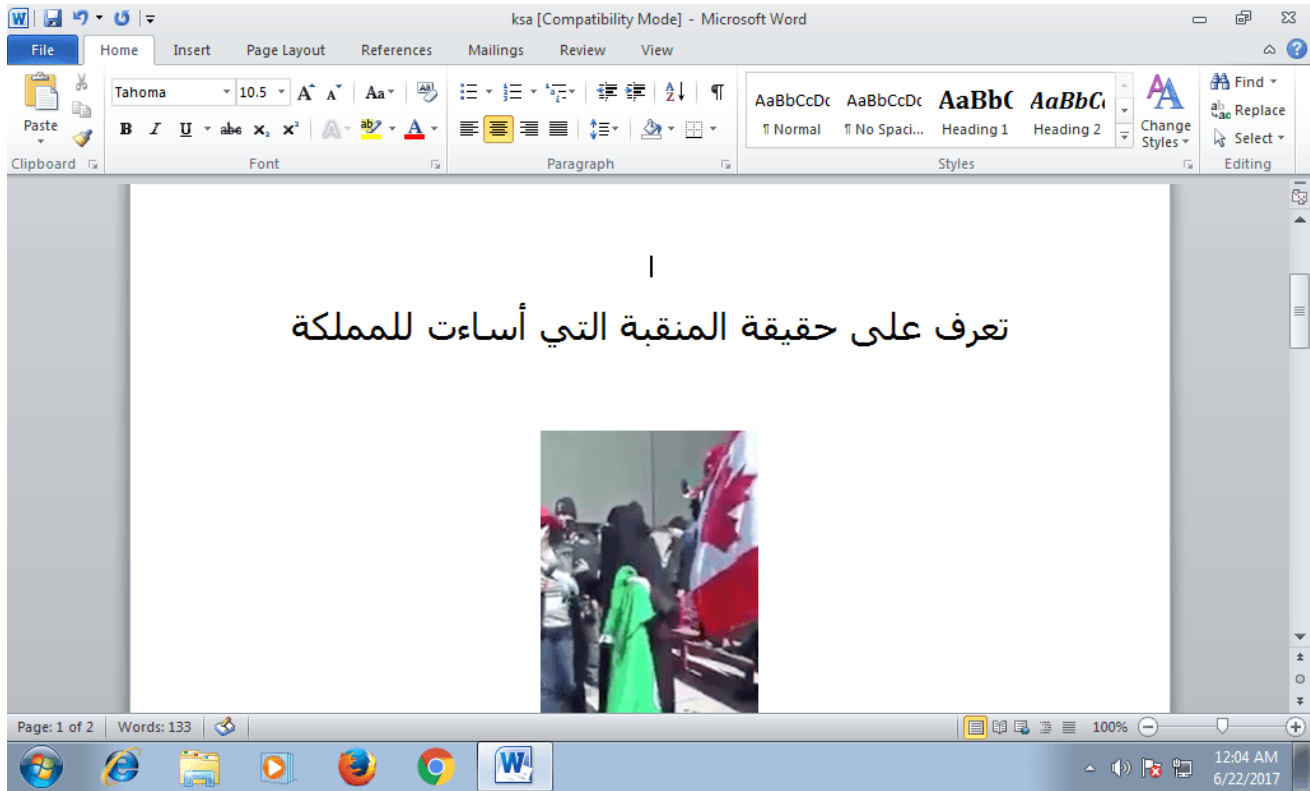 ksa [Compatibility Mode] - Microsoft Word
File Home Insert Page Layout References Mailings Review View
Paste
Tahoma 10.5
AaBbCcDc AaBbCcDc AaBbC AaBbCc
¶ Normal ¶ No Spaci... Heading 1 Heading 2
Change Styles
Find
Replace
Select
Clipboard Font Paragraph Styles Editing
تعرف على حقيقة المنقبة التي أساءت للمملكة
Page: 1 of 2 Words: 133 100%
12:04 AM
6/22/2017